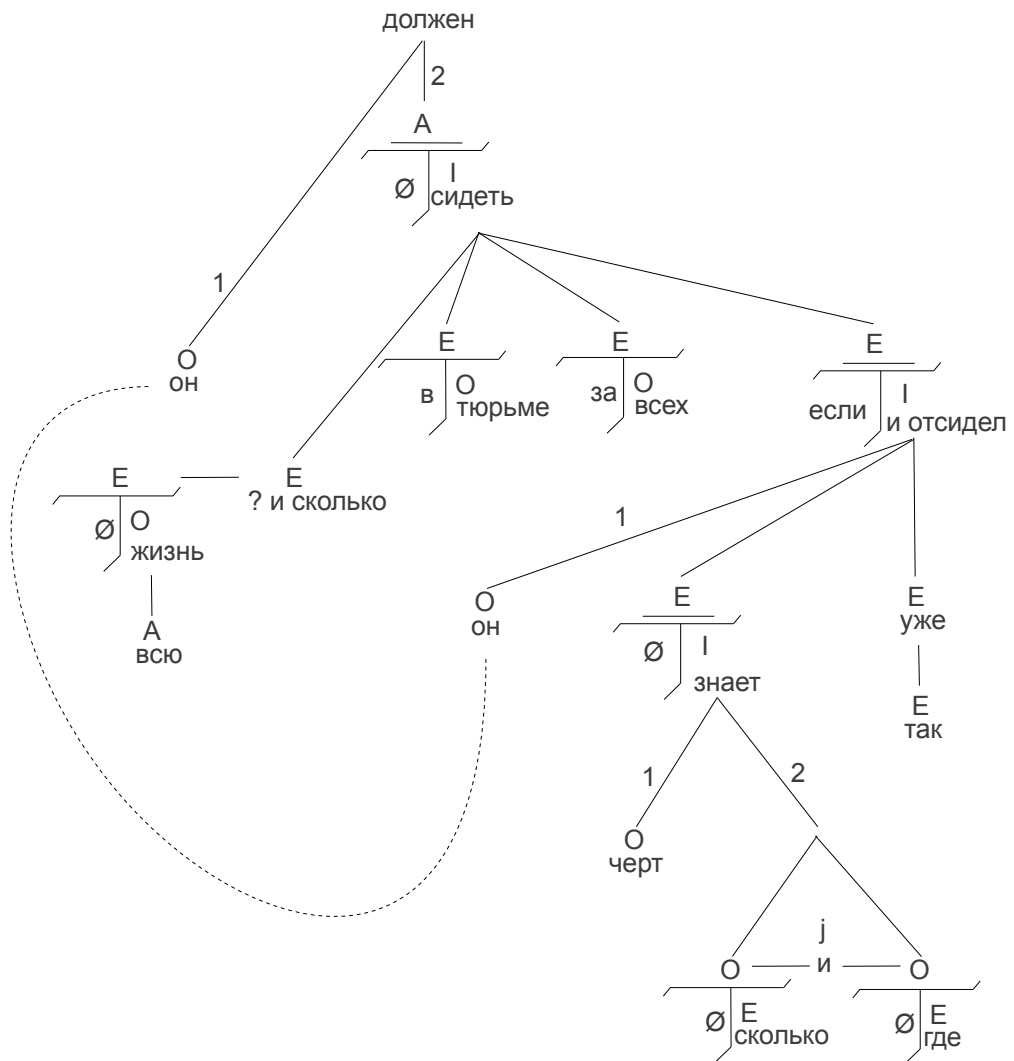 должен
2
A
Ø I
сидеть
1
O
он
E
в O
тюрьме
E
за O
всех
E
если I
и отсидел
E
Ø O
жизнь
E
? и сколько
A
всю
1
O
он
E
Ø I
знает
E
уже
E
так
1
2
O
черт
j
O и O
Ø E
сколько
Ø E
где